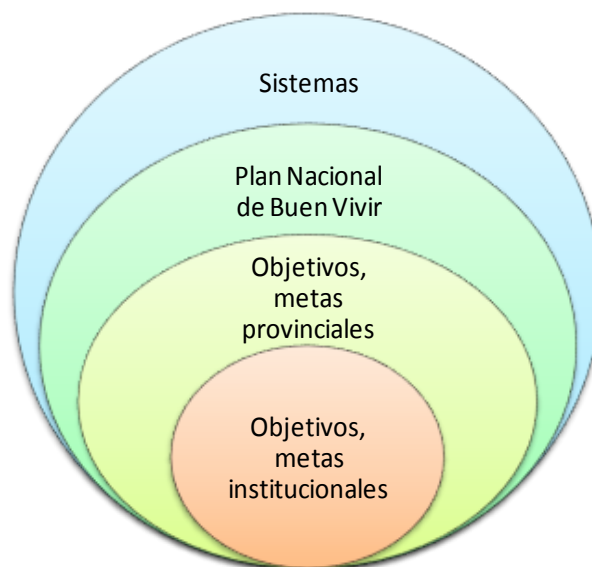 Sistemas
Plan Nacional
de Buen Vivir
Objetivos,
metas
provinciales
Objetivos,
metas
institucionales